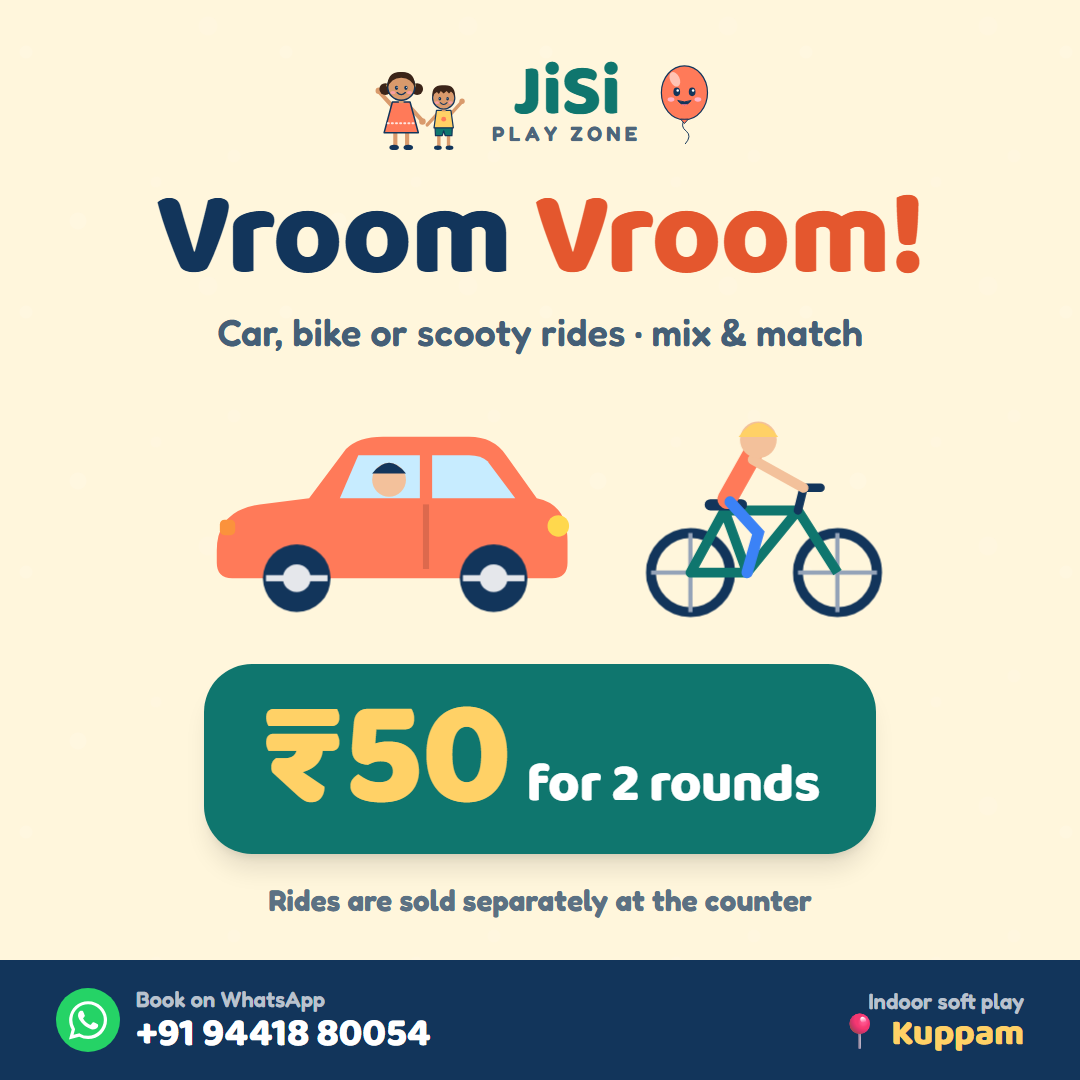 JiSi
PLAY ZONE
Vroom Vroom!
Car, bike or scooty rides · mix & match
₹50 for 2 rounds
Rides are sold separately at the counter
Book on WhatsApp
+91 94418 80054
Indoor soft play
Kuppam